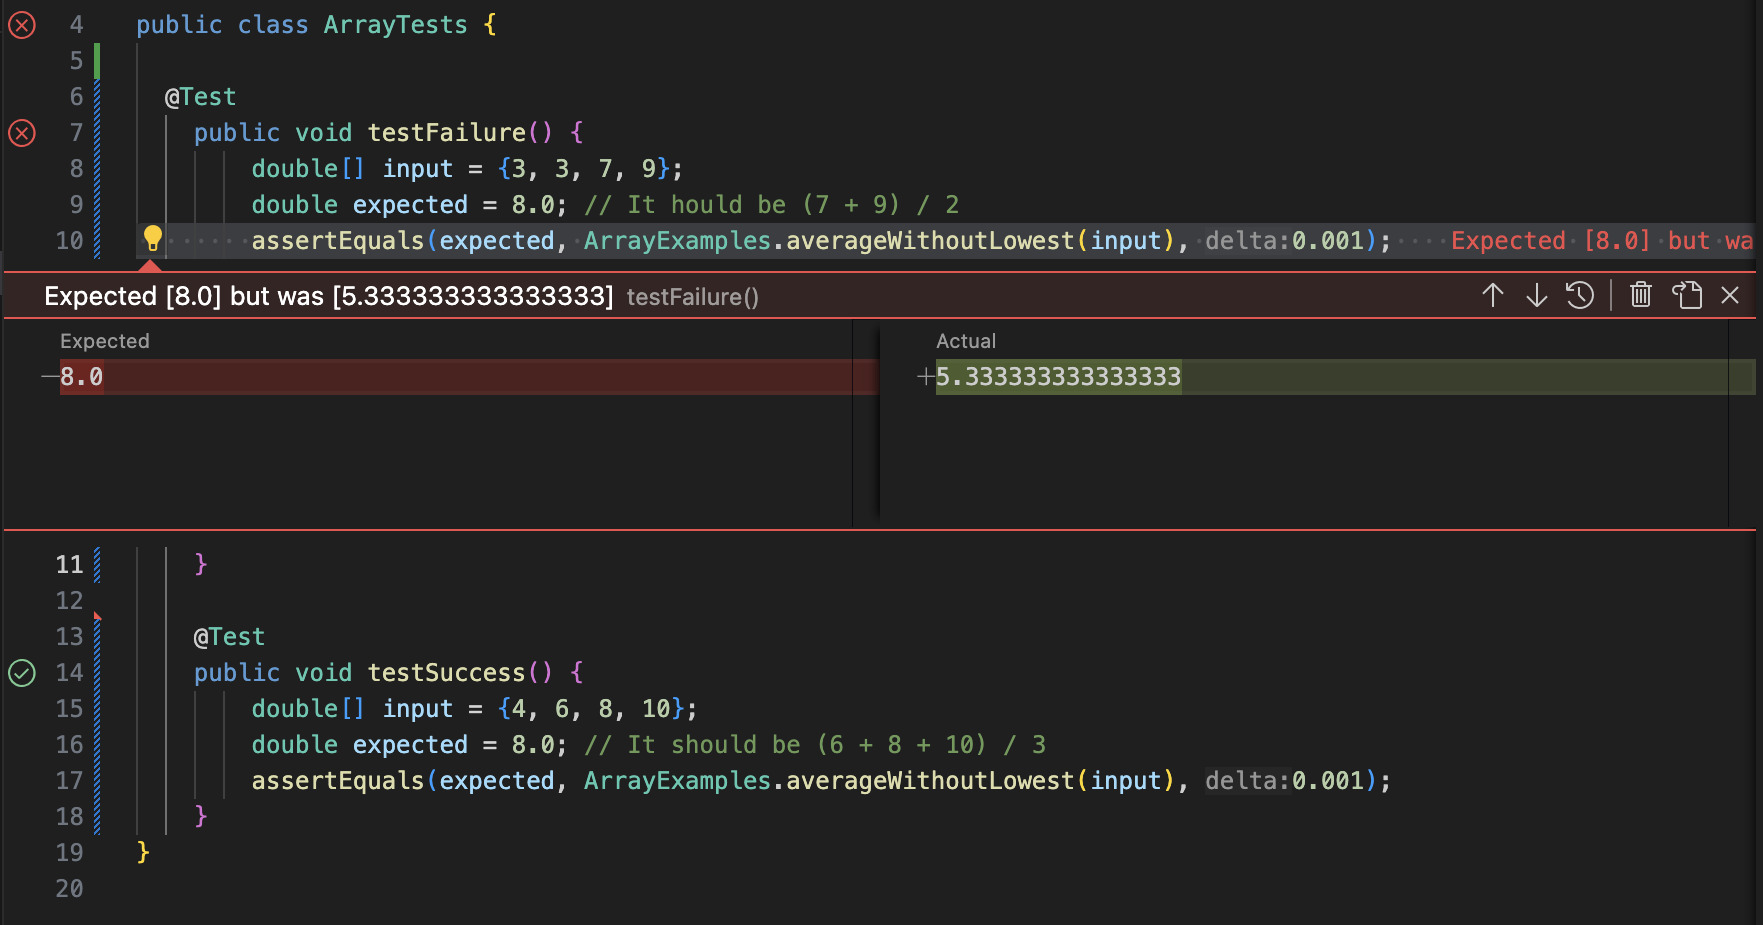 4 public class ArrayTests {
5
6 @Test
7 public void testFailure() {
8 double[] input = {3, 3, 7, 9};
9 double expected = 8.0; // It hould be (7 + 9) / 2
10 assertEquals(expected, ArrayExamples.averageWithoutLowest(input), delta:0.001); Expected [8.0] but wa
Expected [8.0] but was [5.333333333333333] testFailure()
Expected Actual
—8.0 +5.333333333333333
11 }
12
13 @Test
14 public void testSuccess() {
15 double[] input = {4, 6, 8, 10};
16 double expected = 8.0; // It should be (6 + 8 + 10) / 3
17 assertEquals(expected, ArrayExamples.averageWithoutLowest(input), delta:0.001);
18 }
19 }
20